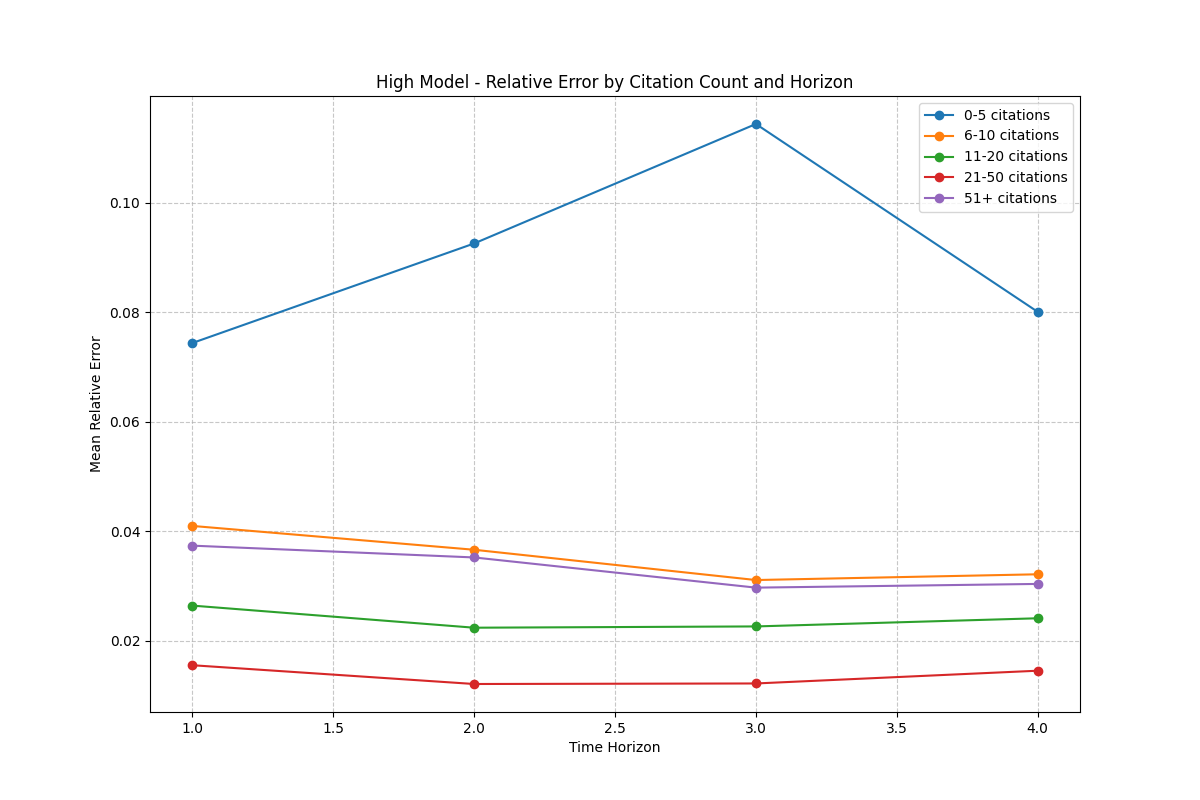 High Model - Relative Error by Citation Count and Horizon
0-5 citations
6-10 citations
11-20 citations
21-50 citations
51+ citations
Mean Relative Error
0.10
0.08
0.06
0.04
0.02
1.0 1.5 2.0 2.5 3.0 3.5 4.0
Time Horizon